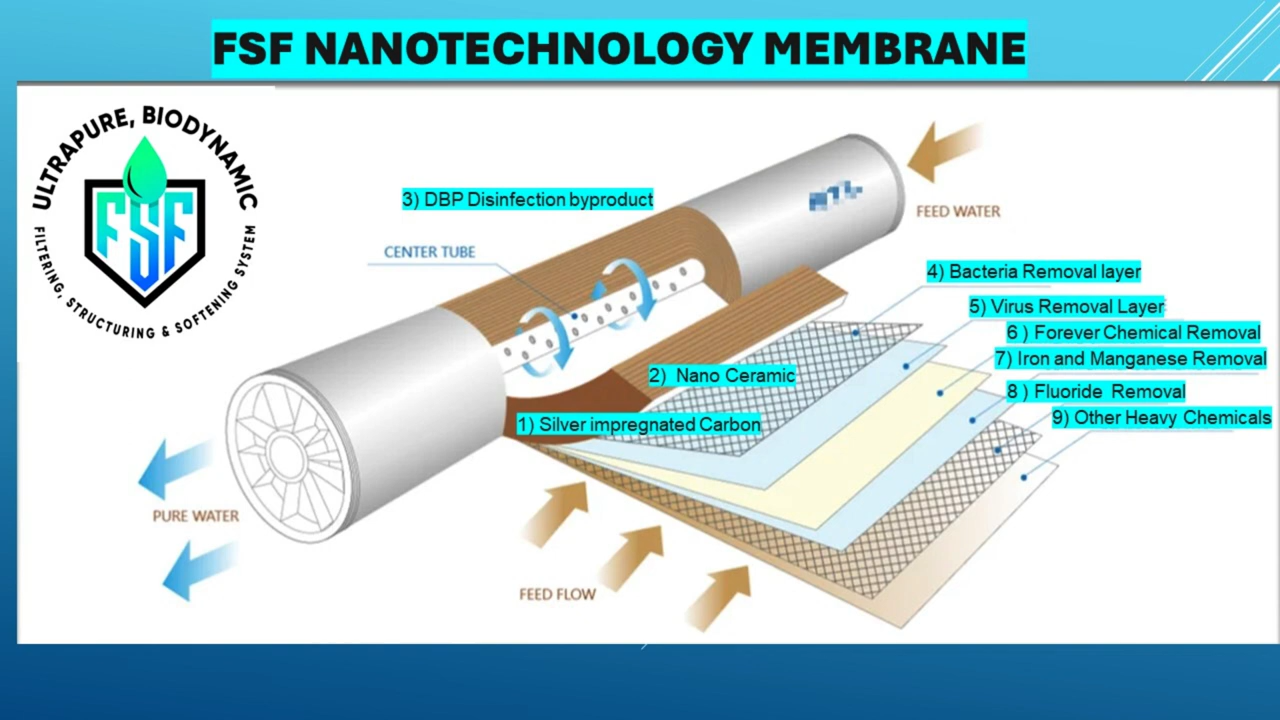 FSF NANOTECHNOLOGY MEMBRANE
ULTRAPURE, BIODYNAMIC
FSF
FILTERING, STRUCTURING & SOFTENING SYSTEM
3) DBP Disinfection byproduct
CENTER TUBE
FEED WATER
4) Bacteria Removal layer
5) Virus Removal Layer
6 ) Forever Chemical Removal
7) Iron and Manganese Removal
2) Nano Ceramic
8 ) Fluoride Removal
9) Other Heavy Chemicals
1) Silver impregnated Carbon
PURE WATER
FEED FLOW